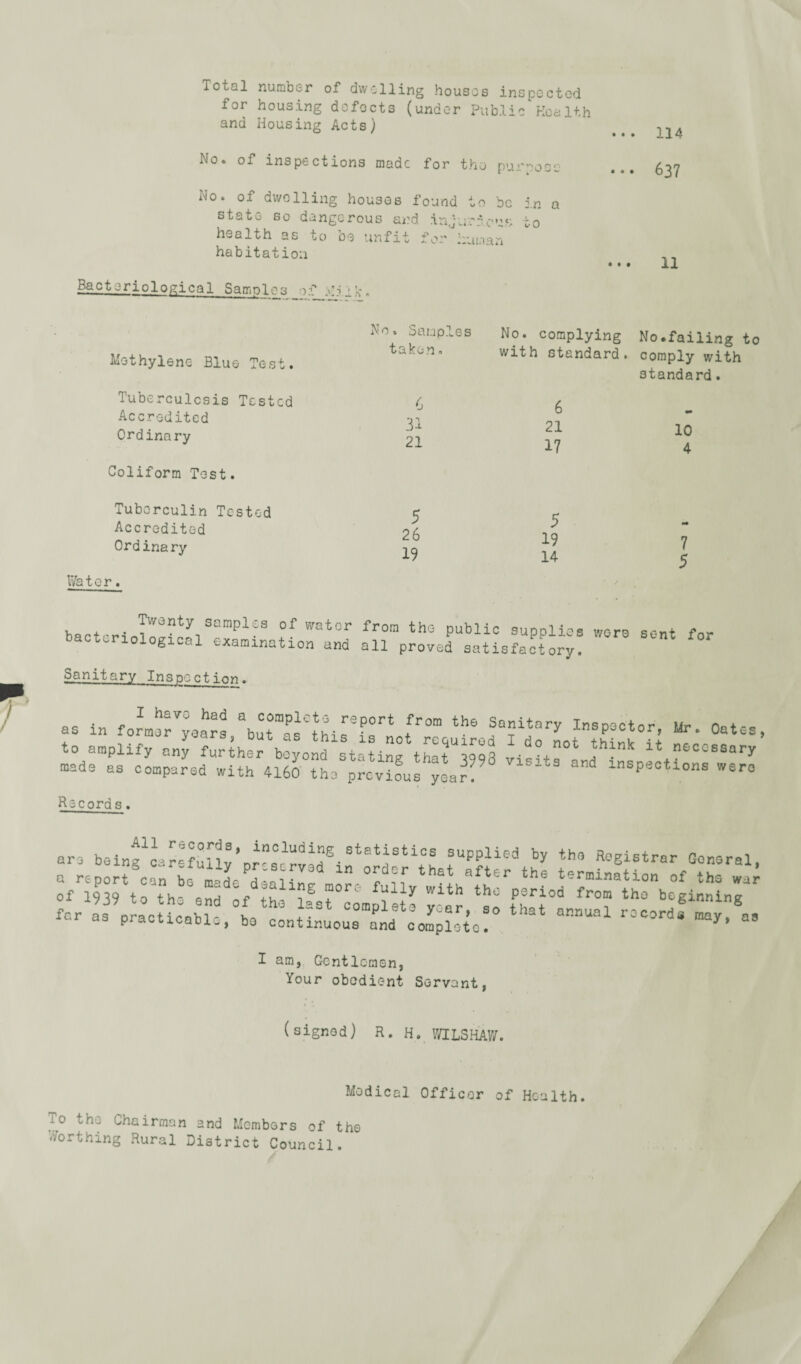 Total number of dwelling houses inspected
for housing defects (under Public Health
and Housing Acts) ... 114
No. of inspections made for the purpose ... 637
No. of dwelling houses found to be in a
state so dangerous and injurious to
health as to be unfit for human
habitation ... 11
Bacteriological Samples of Milk.
No. Samples No. complying No.failing to
Methylene Blue Test. taken. with standard. comply with
standard.
Tuberculosis Tested 6 6 -
Accredited 31 21 10
Ordinary 21 17 4
Coliform Test.
Tuberculin Tested 5 5 -
Accredited 26 19 7
Ordinary 19 14 5
Water.
Twenty samples of water from the public supplies were sent for
bacteriological examination and all proved satisfactory.
Sanitary Inspection.
I have had a complete report from the Sanitary Inspector, Mr. Oates,
as in former years, but as this is not required I do not think it necessary
to amplify any further beyond stating that 3998 visits and inspections were
made as compared with 4160 the previous year.
Records.
All records, including statistics supplied by the Registrar General,
are being carefully preserved in order that after the termination of the war
a report can be made dealing more fully with the period from the beginning
of 1939 to the end of the last complete year, so that annual records may, as
far as practicable, be continuous and complete.
I am, Gentlemen,
Your obedient Servant,
(signed) R. H. WILSHAW.
Medical Officer of Health.
To the Chairman and Members of the
Worthing Rural District Council.